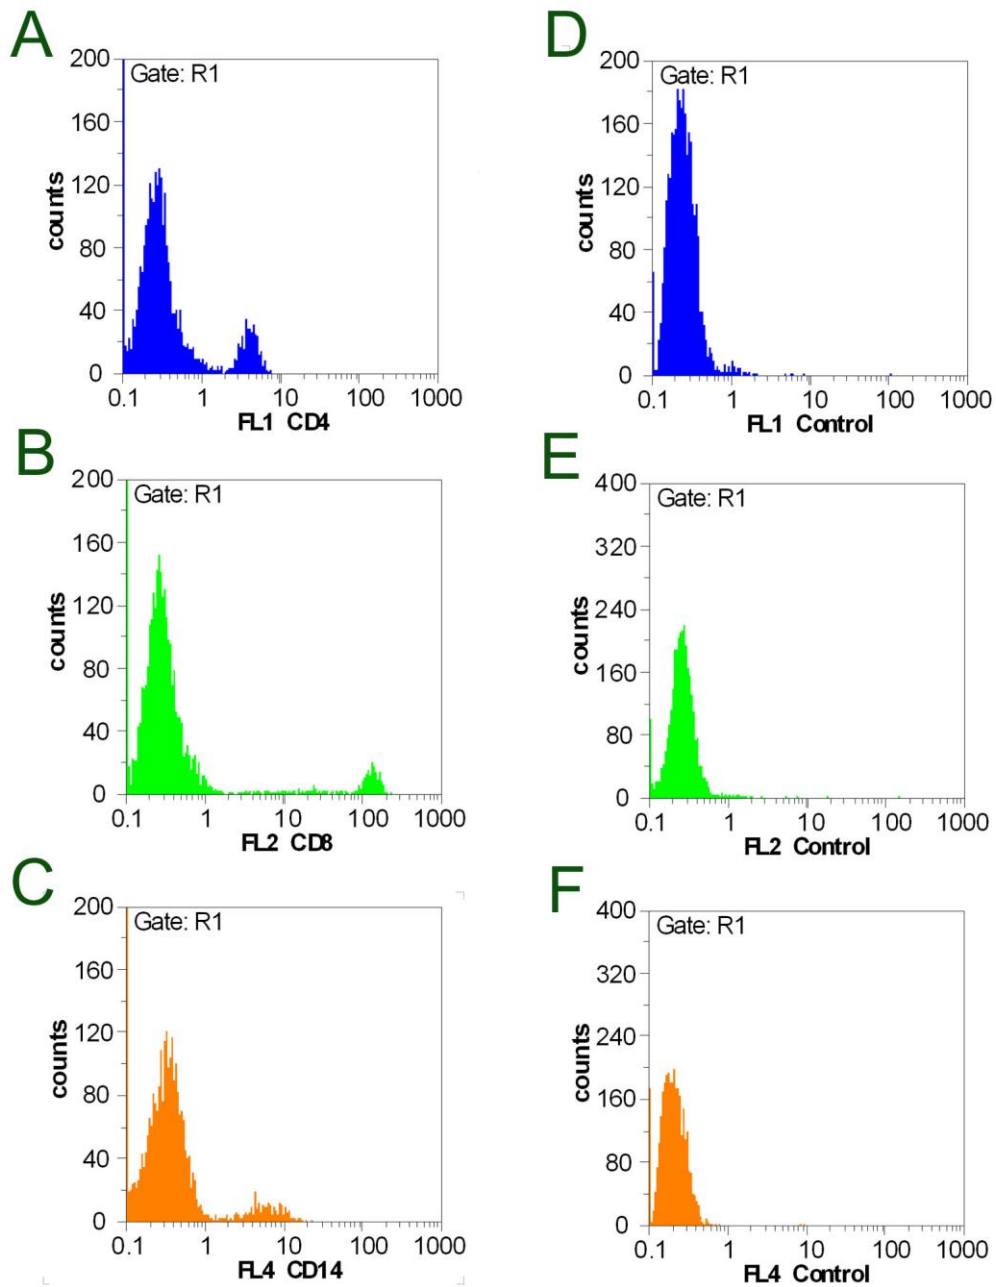 A
200
Gate: R1
160
120
80
40
0
counts
0.1 1 10 100 1000
FL1 CD4
D
200
Gate: R1
160
120
80
40
0
counts
0.1 1 10 100 1000
FL1 Control
B
200
Gate: R1
160
120
80
40
0
counts
0.1 1 10 100 1000
FL2 CD8
E
400
Gate: R1
320
240
160
80
0
counts
0.1 1 10 100 1000
FL2 Control
C
200
Gate: R1
160
120
80
40
0
counts
0.1 1 10 100 1000
FL4 CD14
F
400
Gate: R1
320
240
160
80
0
counts
0.1 1 10 100 1000
FL4 Control